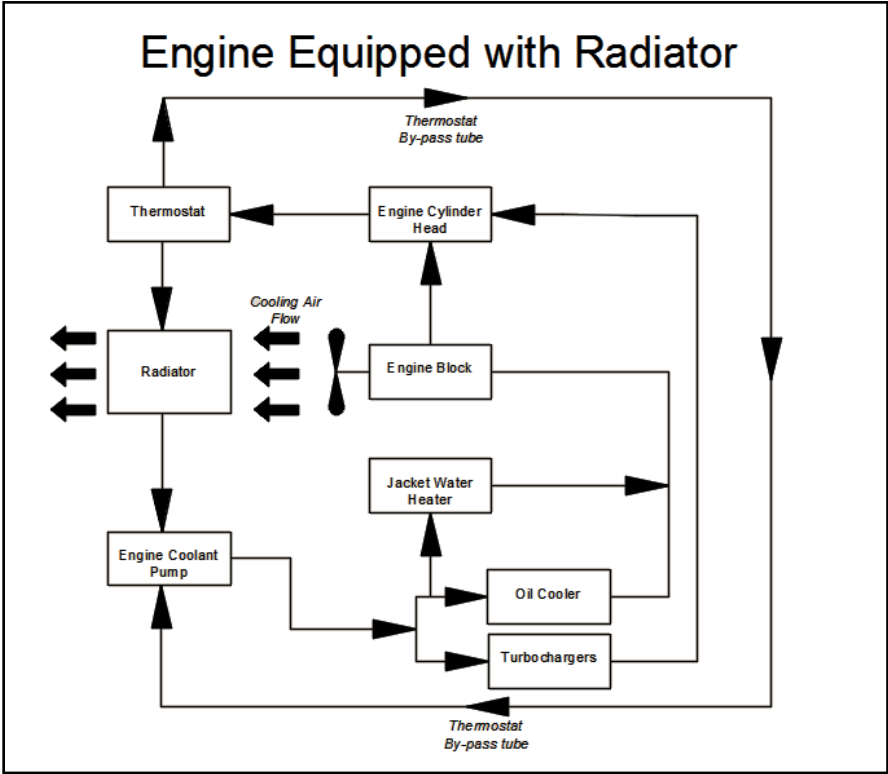 Engine Equipped with Radiator
Thermostat
By-pass tube
Thermostat
Engine Cylinder
Head
Cooling Air
Flow
Radiator
Engine Block
Jacket Water
Heater
Engine Coolant
Pump
Oil Cooler
Turbochargers
Thermostat
By-pass tube